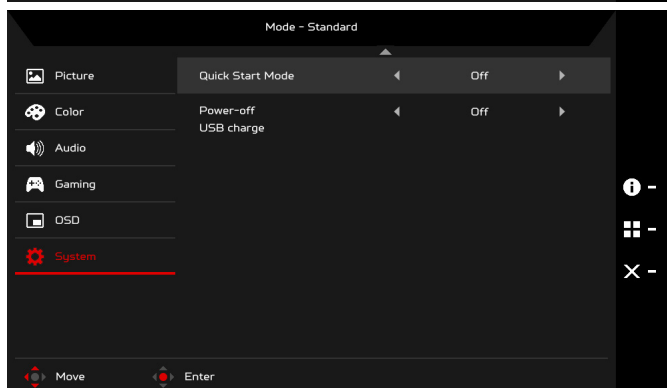 Mode - Standard
Picture
Quick Start Mode
Off
Color
Power-off
Off
USB charge
Audio
Gaming
OSD
System
Move
Enter